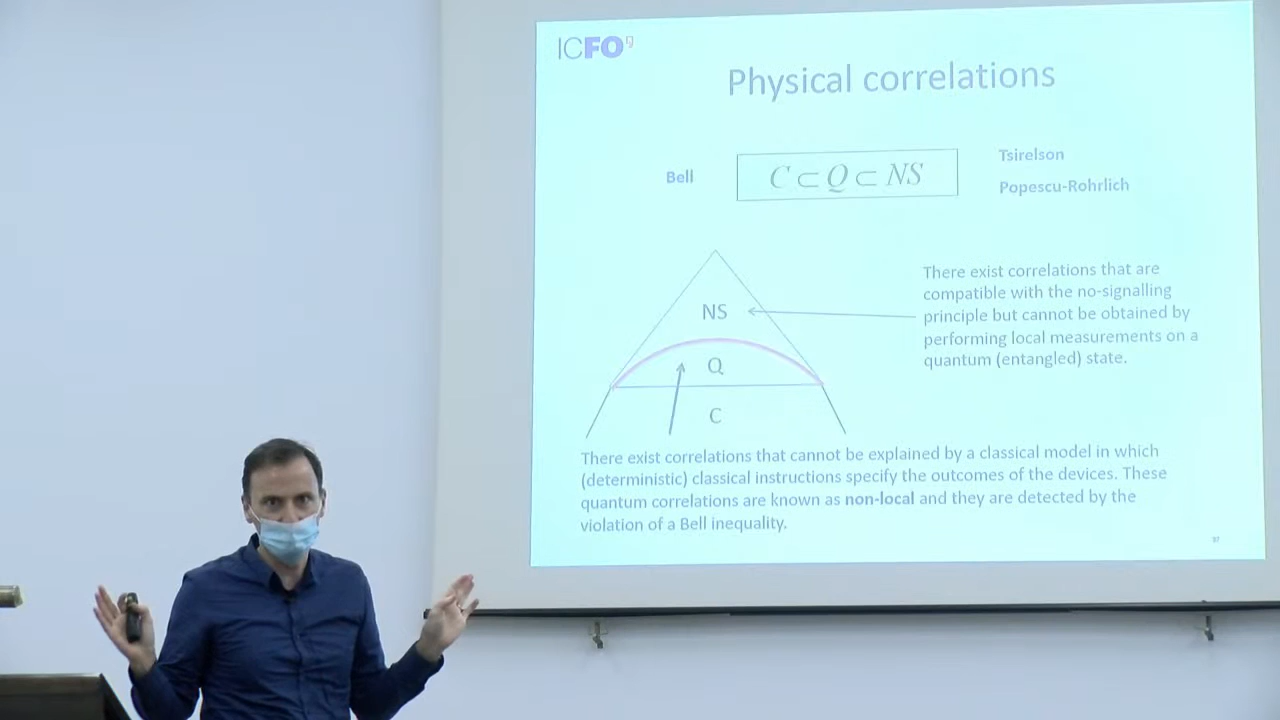 ICFO
Physical correlations
Bell
C ⊂ Q ⊂ NS
Tsirelson
Popescu-Rohrlich
There exist correlations that are
compatible with the no-signalling
principle but cannot be obtained by
performing local measurements on a
quantum (entangled) state.
NS
Q
C
There exist correlations that cannot be explained by a classical model in which
(deterministic) classical instructions specify the outcomes of the devices. These
quantum correlations are known as non-local and they are detected by the
violation of a Bell inequality.